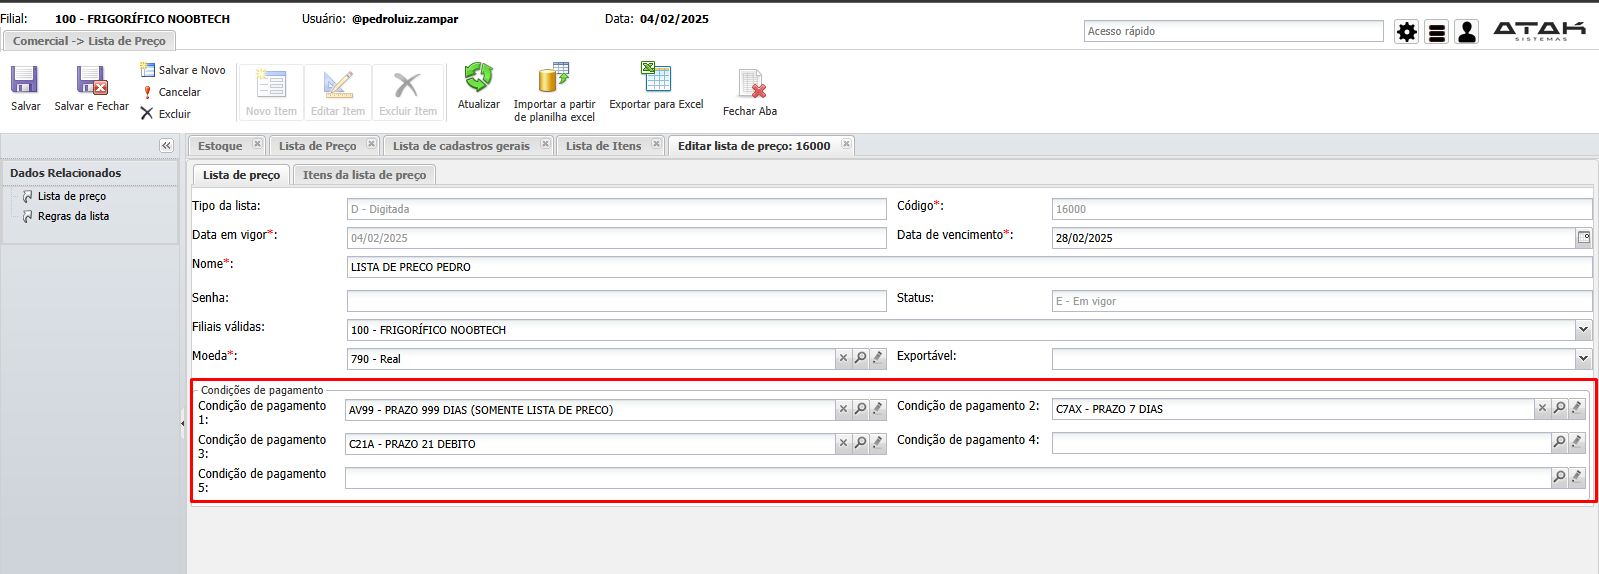 Filial: 100 - FRIGORÍFICO NOOBTECH Usuário: @pedroluiz.zampar Data: 04/02/2025
Comercial -> Lista de Preço
Acesso rápido
ATAK
SISTEMAS
Salvar
Salvar e Fechar
Salvar e Novo
Cancelar
Excluir
Novo Item
Editar Item
Excluir Item
Atualizar
Importar a partir
de planilha excel
Exportar para Excel
Fechar Aba
Dados Relacionados
Lista de preço
Regras da lista
Estoque Lista de Preço Lista de cadastros gerais Lista de Itens Editar lista de preço: 16000
Lista de preço Itens da lista de preço
Tipo da lista: D - Digitada Código*: 16000
Data em vigor*: 04/02/2025 Data de vencimento*: 28/02/2025
Nome*: LISTA DE PRECO PEDRO
Senha: Status: E - Em vigor
Filiais válidas: 100 - FRIGORÍFICO NOOBTECH
Moeda*: 790 - Real Exportável:
Condições de pagamento
Condição de pagamento
1:
AV99 - PRAZO 999 DIAS (SOMENTE LISTA DE PRECO)
Condição de pagamento 2: C7AX - PRAZO 7 DIAS
Condição de pagamento
3:
C21A - PRAZO 21 DEBITO
Condição de pagamento 4:
Condição de pagamento
5: